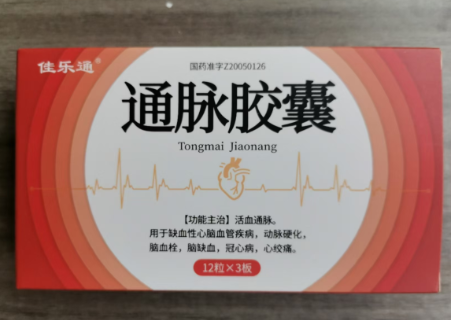 佳乐通®
国药准字Z20050126
通脉胶囊
Tongmai Jiaonang
【功能主治】活血通脉。
用于缺血性心脑血管疾病，动脉硬化，
脑血栓，脑缺血，冠心病，心绞痛。
12粒×3板